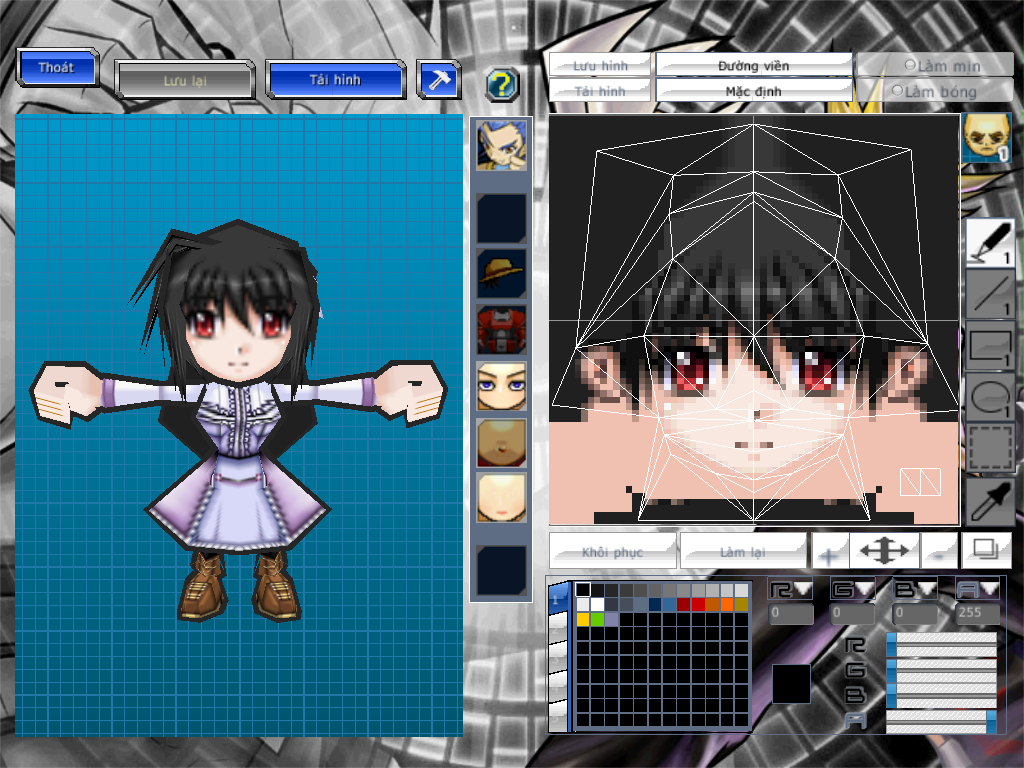 Thoát
Lưu lại
Tải hình
?
Lưu hình
Đường viền
Làm mịn
Tải hình
Mặc định
Làm bóng
1
1
1
1
1
Khôi phục
Làm lại
+
-
R
G
B
A
0
0
0
255
R
G
B
A